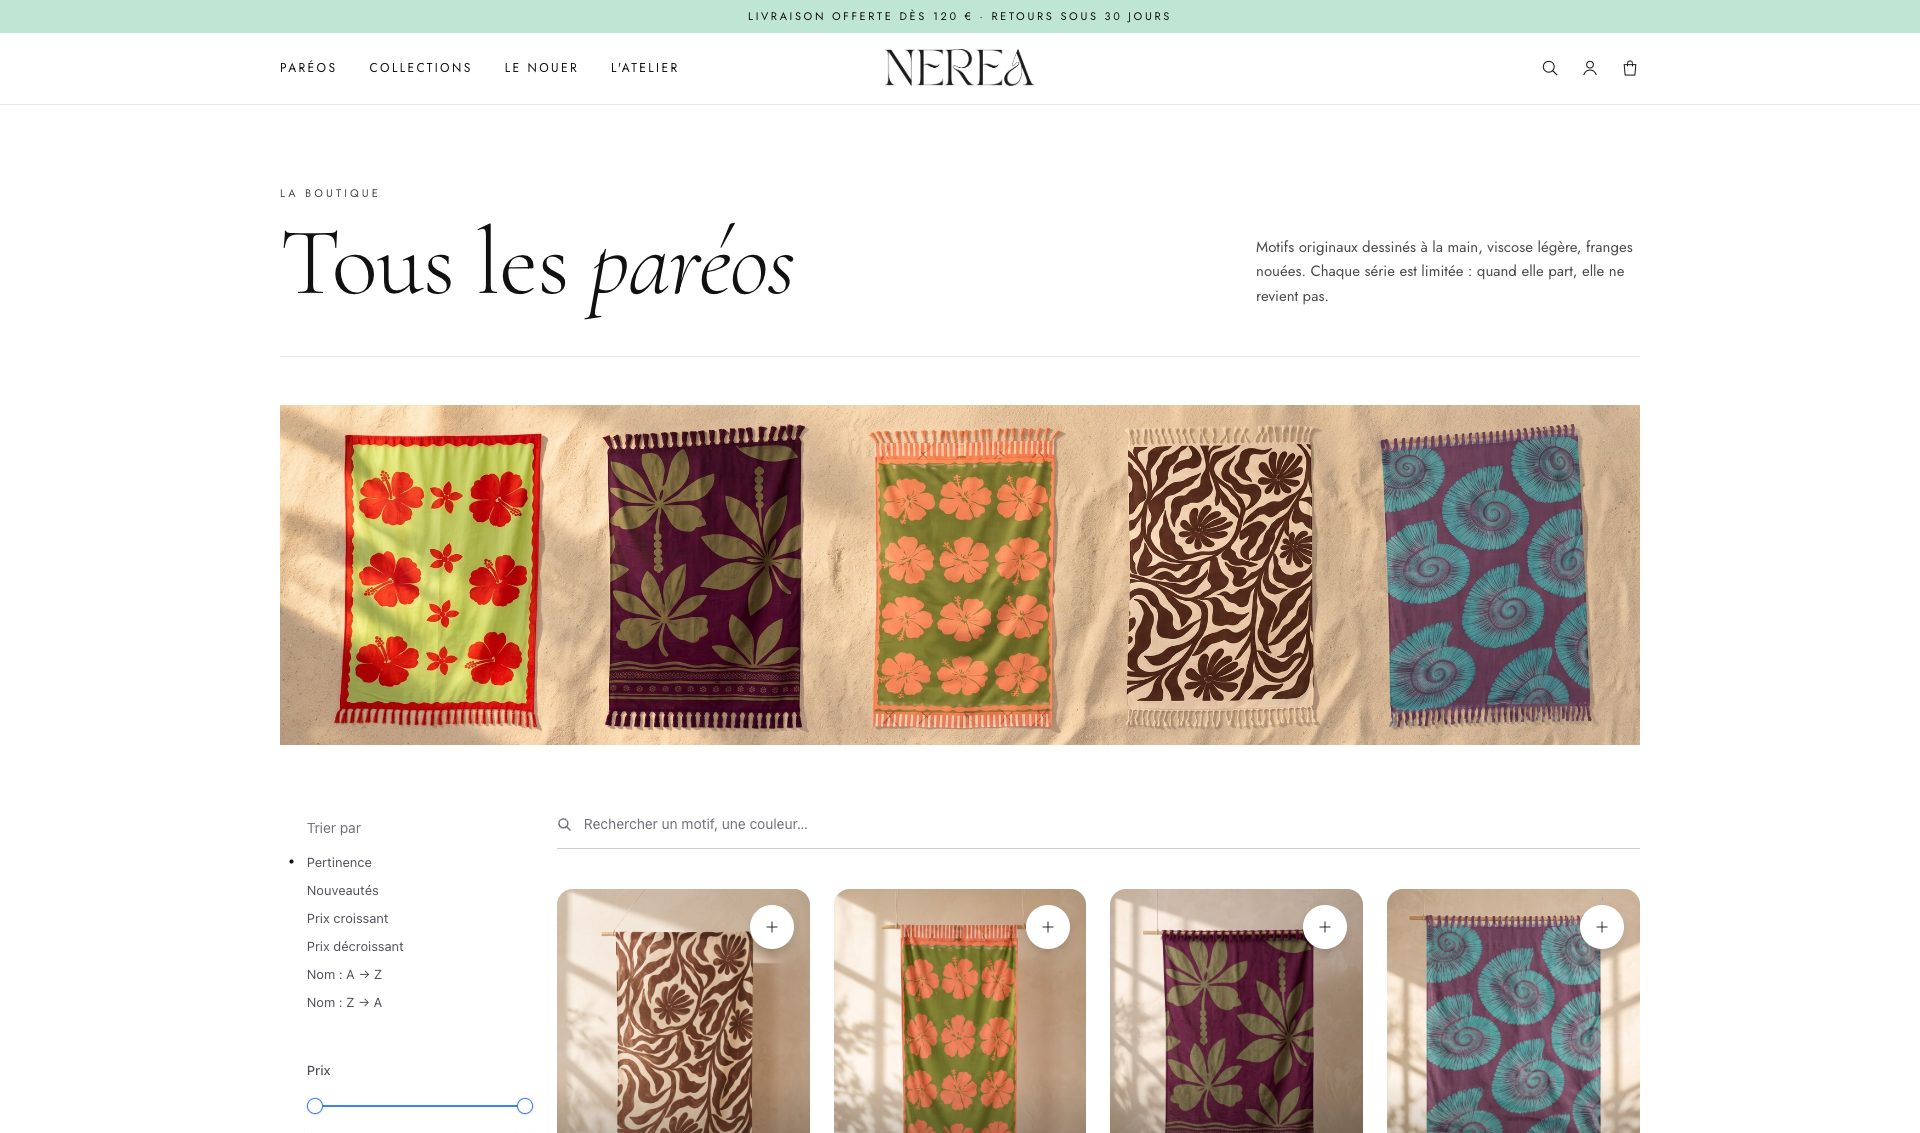 LIVRAISON OFFERTE DÈS 120 € · RETOURS SOUS 30 JOURS
PARÉOS
COLLECTIONS
LE NOUER
L'ATELIER
NEREA
LA BOUTIQUE
Tous les paréos
Motifs originaux dessinés à la main, viscose légère, franges
nouées. Chaque série est limitée : quand elle part, elle ne
revient pas.
Trier par
Pertinence
Nouveautés
Prix croissant
Prix décroissant
Nom : A → Z
Nom : Z → A
Prix
Rechercher un motif, une couleur…